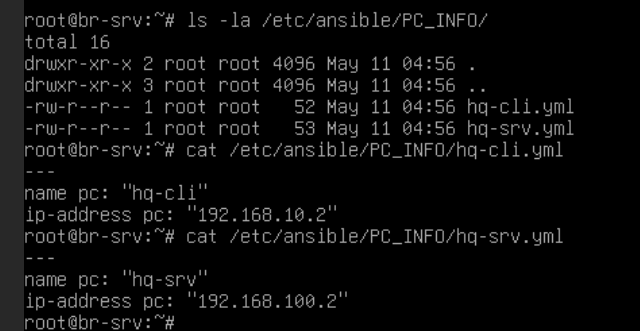 root@br-srv:~# ls -la /etc/ansible/PC_INFO/
total 16
drwxr-xr-x 2 root root 4096 May 11 04:56 .
drwxr-xr-x 3 root root 4096 May 11 04:56 ..
-rw-r--r-- 1 root root   52 May 11 04:56 hq-cli.yml
-rw-r--r-- 1 root root   53 May 11 04:56 hq-srv.yml
root@br-srv:~# cat /etc/ansible/PC_INFO/hq-cli.yml
---
name pc: "hq-cli"
ip-address pc: "192.168.10.2"
root@br-srv:~# cat /etc/ansible/PC_INFO/hq-srv.yml
---
name pc: "hq-srv"
ip-address pc: "192.168.100.2"
root@br-srv:~#